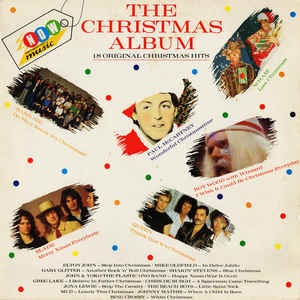 THE
CHRISTMAS
ALBUM
18 ORIGINAL CHRISTMAS HITS
NOW
music
Last Christmas
PAUL McCARTNEY
Wonderful Christmastime
ROY WOOD with Wizzard
I Wish It Could Be Christmas Everyday
SLADE
Merry Xmas Everybody
QUEEN
ELTON JOHN – Step Into Christmas · MIKE OLDFIELD – In Dulce Jubilo
GARY GLITTER – Another Rock 'n' Roll Christmas · SHAKIN' STEVENS – Blue Christmas
JOHN & YOKO/THE PLASTIC ONO BAND – Happy Xmas (War Is Over)
GREG LAKE – I Believe In Father Christmas · CHRIS DE BURGH – A Spaceman Came Travelling
JONA LEWIE – Stop The Cavalry · THE BEACH BOYS – Little Saint Nick
MUD – Lonely This Christmas · JOHNNY MATHIS – When A Child Is Born
BING CROSBY – White Christmas